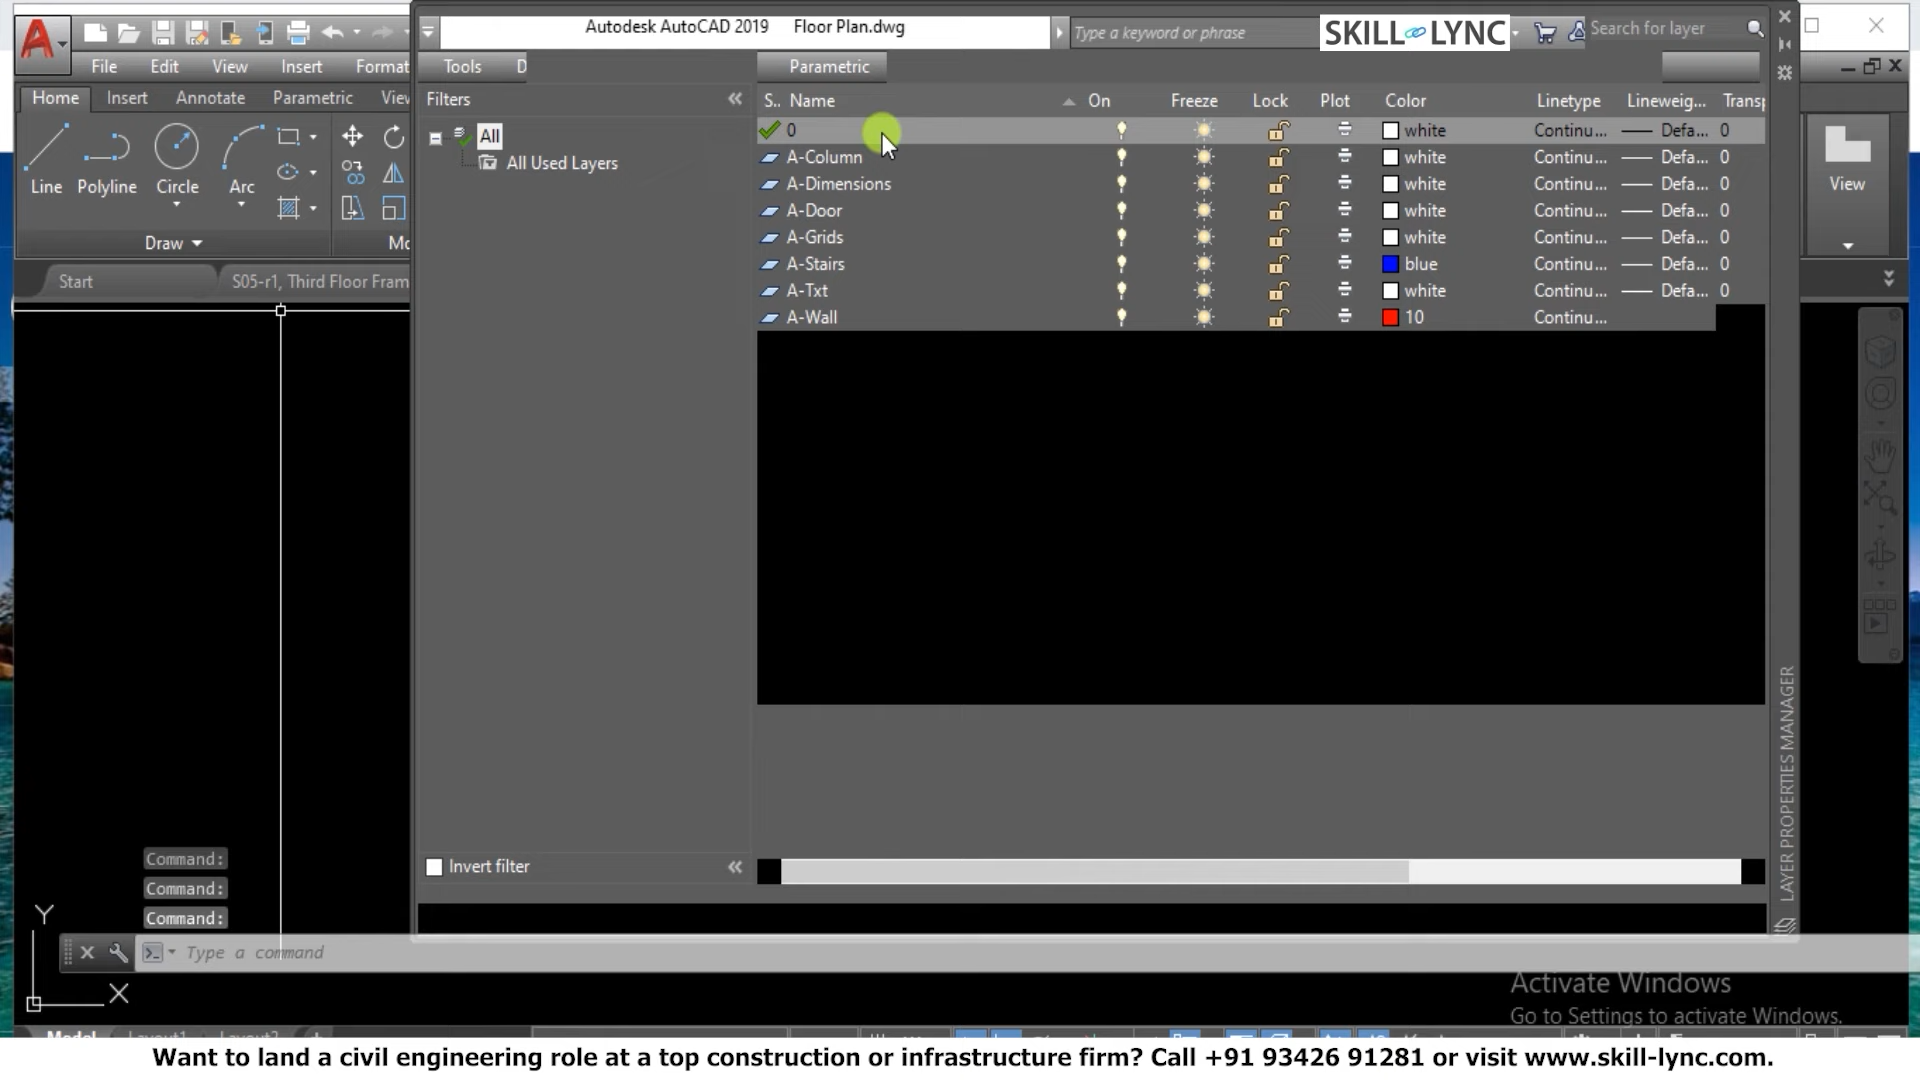 Autodesk AutoCAD 2019 Floor Plan.dwg
Type a keyword or phrase
SKILL LYNC
Search for layer
File Edit View Insert Format
Tools D
Parametric
Home Insert Annotate Parametric
Filters
S.. Name On Freeze Lock Plot Color Linetype Lineweig... Transp
All
All Used Layers
0 white Continu... Defa... 0
A-Column white Continu... Defa... 0
A-Dimensions white Continu... Defa... 0
A-Door white Continu... Defa... 0
A-Grids white Continu... Defa... 0
A-Stairs blue Continu... Defa... 0
A-Txt white Continu... Defa... 0
A-Wall 10 Continu...
Line Polyline Circle Arc
Draw
View
Start
S05-r1, Third Floor Fram
LAYER PROPERTIES MANAGER
Invert filter
Command:
Command:
Command:
Type a command
Y
X
Activate Windows
Go to Settings to activate Windows.
Model Layout1 Layout2
Want to land a civil engineering role at a top construction or infrastructure firm? Call +91 93426 91281 or visit www.skill-lync.com.